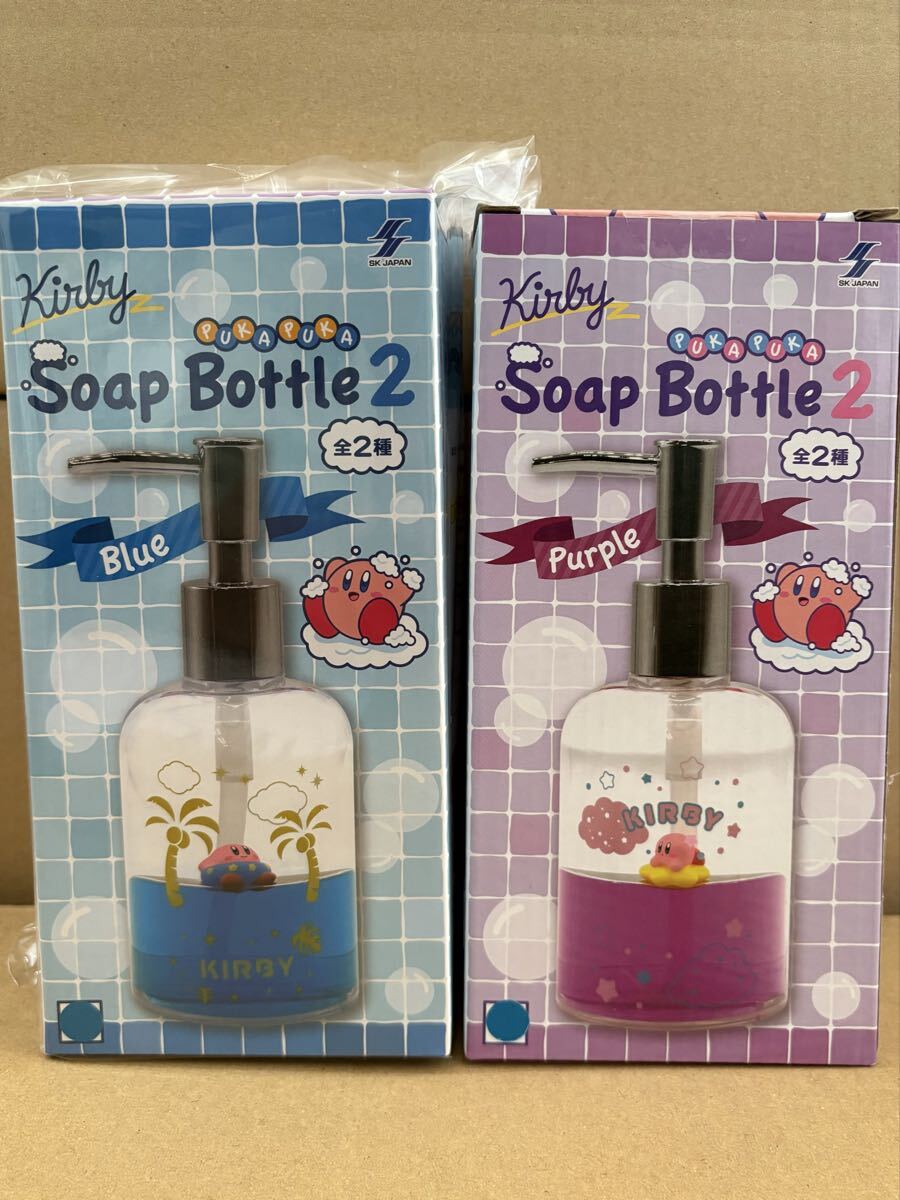 SK JAPAN
Kirby
PUKAPUKA
Soap Bottle 2
全2種
Blue
KIRBY
SK JAPAN
Kirby
PUKAPUKA
Soap Bottle 2
全2種
Purple
KIRBY